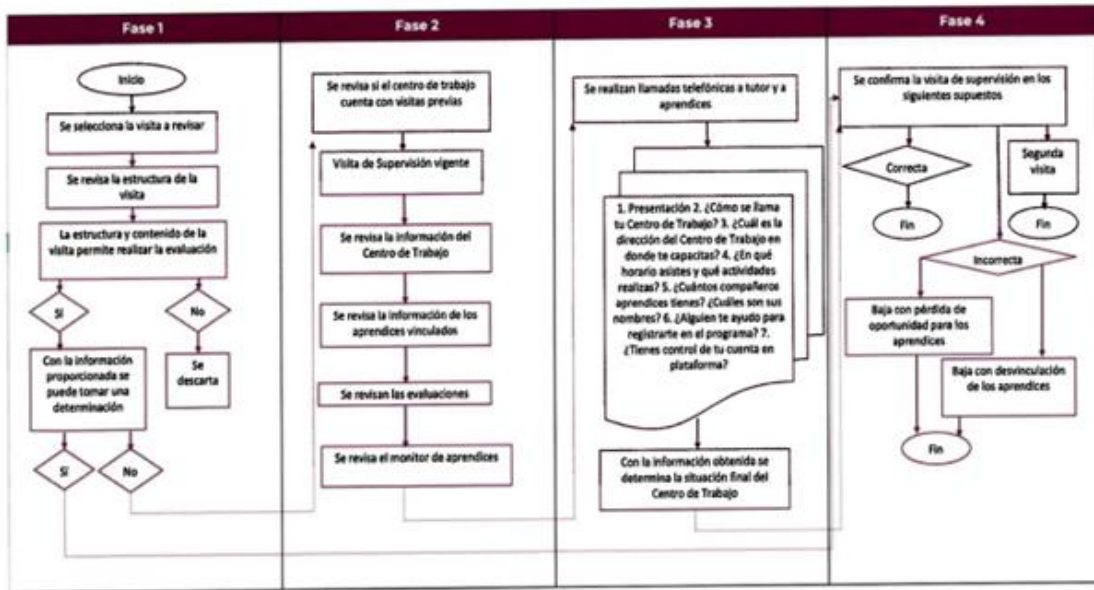 Fase 1
Inicio
Se selecciona la visita a revisar
Se revisa la estructura de la
visita
La estructura y contenido de la
visita permite realizar la evaluación
Sí
No
Con la información
proporcionada se
puede tomar una
determinación
Se
descarta
Sí
No
Fase 2
Se revisa si el centro de trabajo
cuenta con visitas previas
Visita de Supervisión vigente
Se revisa la información del
Centro de Trabajo
Se revisa la información de los
aprendices vinculados
Se revisan las evaluaciones
Se revisa el monitor de aprendices
Fase 3
Se realizan llamadas telefónicas a tutor y a
aprendices
1. Presentación 2. ¿Cómo se llama
tu Centro de Trabajo? 3. ¿Cuál es la
dirección del Centro de Trabajo en
donde te capacitas? 4. ¿En qué
horario asistes y qué actividades
realizas? 5. ¿Cuántos compañeros
aprendices tienes? ¿Cuáles son sus
nombres? 6. ¿Alguien te ayudo para
registrarte en el programa? 7.
¿Tienes control de tu cuenta en
plataforma?
Con la información obtenida se
determina la situación final del
Centro de Trabajo
Fase 4
Se confirma la visita de supervisión en los
siguientes supuestos
Correcta
Segunda
visita
Fin
Fin
Incorrecta
Baja con pérdida de
oportunidad para los
aprendices
Baja con desvinculación
de los aprendices
Fin